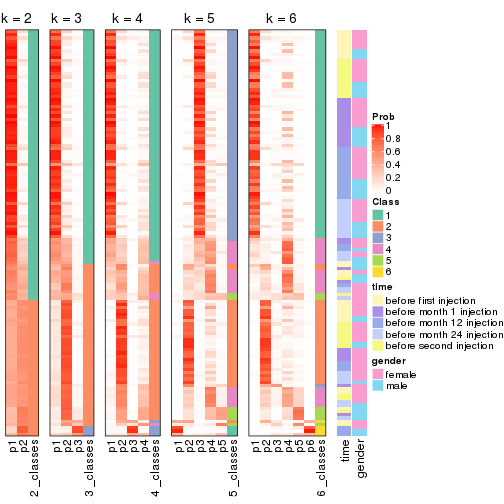 k = 2 k = 3 k = 4 k = 5 k = 6
Prob
1
0.8
0.6
0.4
0.2
0
Class
1
2
3
4
5
6
time
before first injection
before month 1 injection
before month 12 injection
before month 24 injection
before second injection
gender
female
male
p1 p2 2_classes p1 p2 p3 3_classes p1 p2 p3 p4 4_classes p1 p2 p3 p4 p5 5_classes p1 p2 p3 p4 p5 p6 6_classes time gender